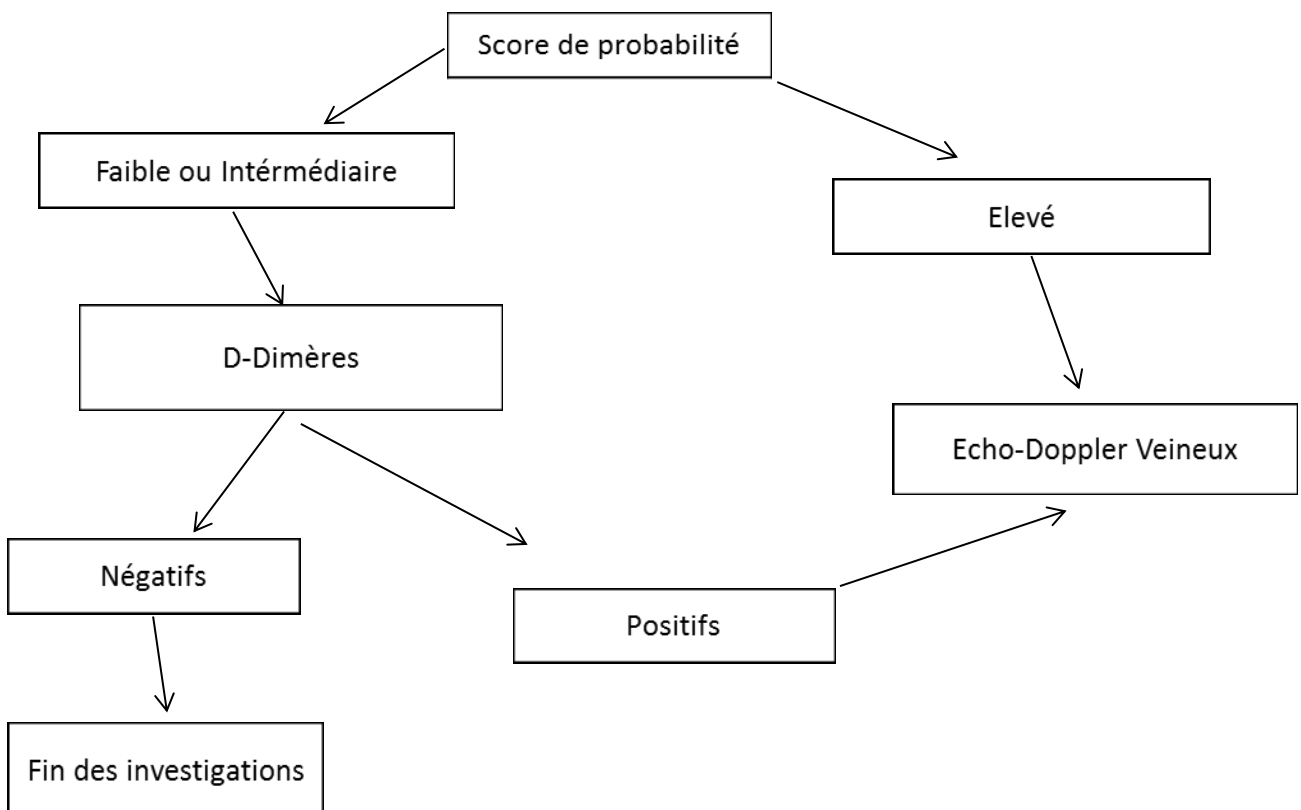 Score de probabilité
Faible ou Intérmédiaire
Elevé
D-Dimères
Echo-Doppler Veineux
Négatifs
Positifs
Fin des investigations